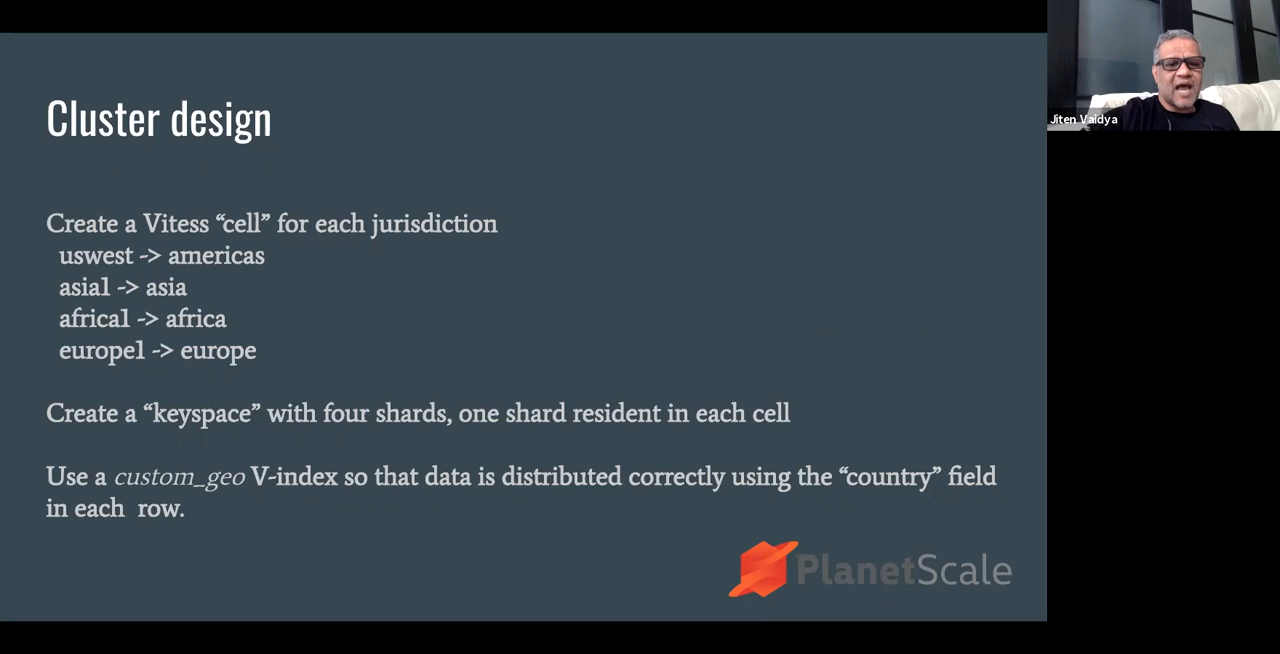 Cluster design
Create a Vitess “cell” for each jurisdiction
uswest -> americas
asia1 -> asia
africa1 -> africa
europe1 -> europe
Create a “keyspace” with four shards, one shard resident in each cell
Use a custom_geo V-index so that data is distributed correctly using the “country” field
in each  row.
PlanetScale
Jiten Vaidya